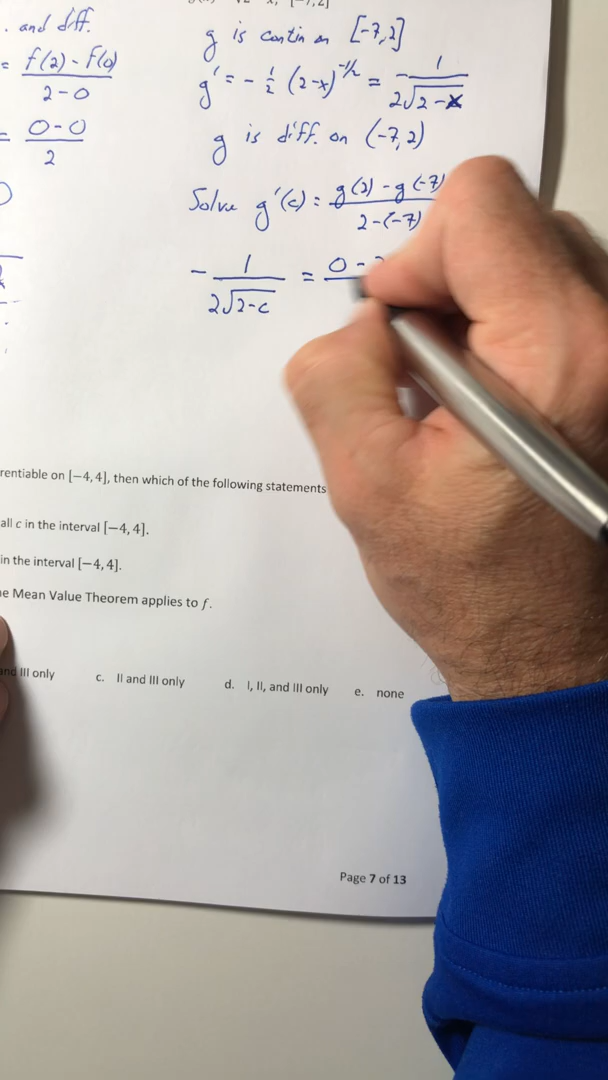 . and diff.
= f(2) - f(0)
2 - 0
= 0 - 0
2
g is contin on [-7,2]
g' = - 1/2 (2-x)^-1/2 = - 1
2√2-x
g is diff. on (-7,2)
Solve g'(c) = g(2) - g(-7)
2-(-7)
- 1 = 0 -
2√2-c
rentiable on [−4, 4], then which of the following statements
all c in the interval [−4, 4].
in the interval [−4, 4].
e Mean Value Theorem applies to f.
and III only c. II and III only d. I, II, and III only e. none
Page 7 of 13